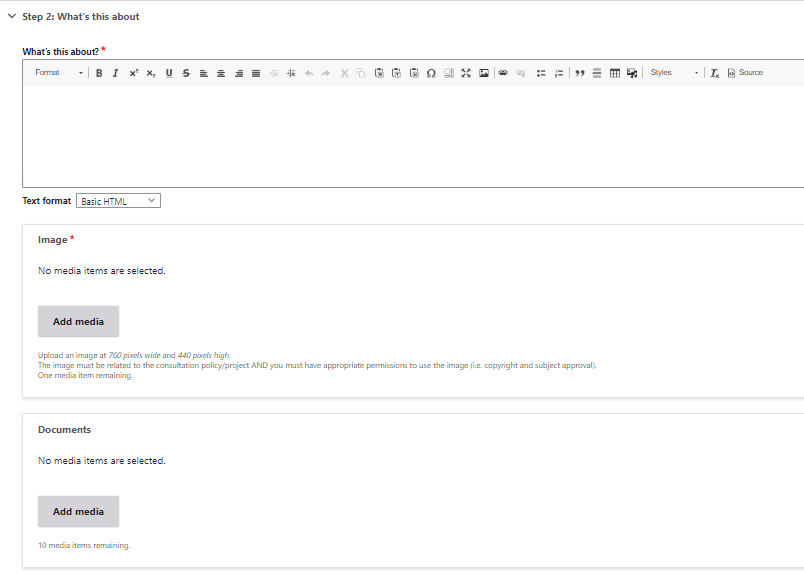 Step 2: What's this about
What's this about? *
Format B I x² x₂ U S Ω Styles Tx Source
Text format Basic HTML
Image *
No media items are selected.
Add media
Upload an image at 760 pixels wide and 440 pixels high.
The image must be related to the consultation policy/project AND you must have appropriate permissions to use the image (i.e. copyright and subject approval).
One media item remaining.
Documents
No media items are selected.
Add media
10 media items remaining.